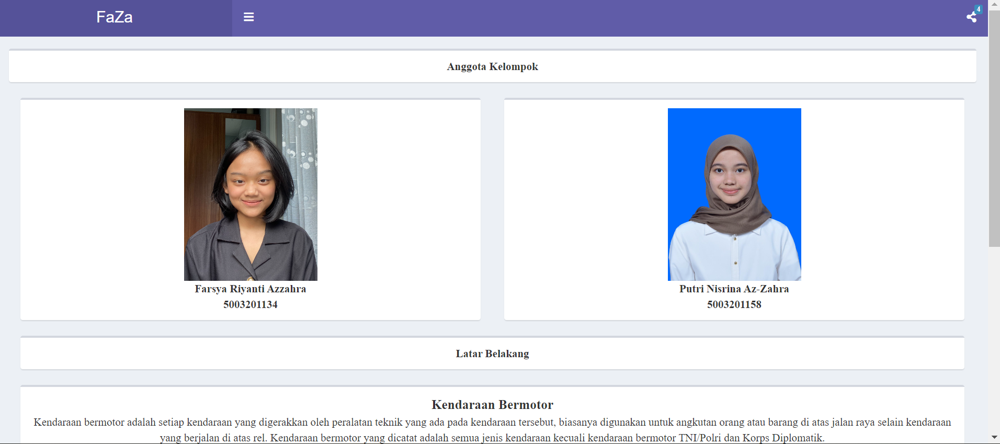 FaZa
4
Anggota Kelompok
Farsya Riyanti Azzahra
5003201134
Putri Nisrina Az-Zahra
5003201158
Latar Belakang
Kendaraan Bermotor
Kendaraan bermotor adalah setiap kendaraan yang digerakkan oleh peralatan teknik yang ada pada kendaraan tersebut, biasanya digunakan untuk angkutan orang atau barang di atas jalan raya selain kendaraan
yang berjalan di atas rel. Kendaraan bermotor yang dicatat adalah semua jenis kendaraan kecuali kendaraan bermotor TNI/Polri dan Korps Diplomatik.